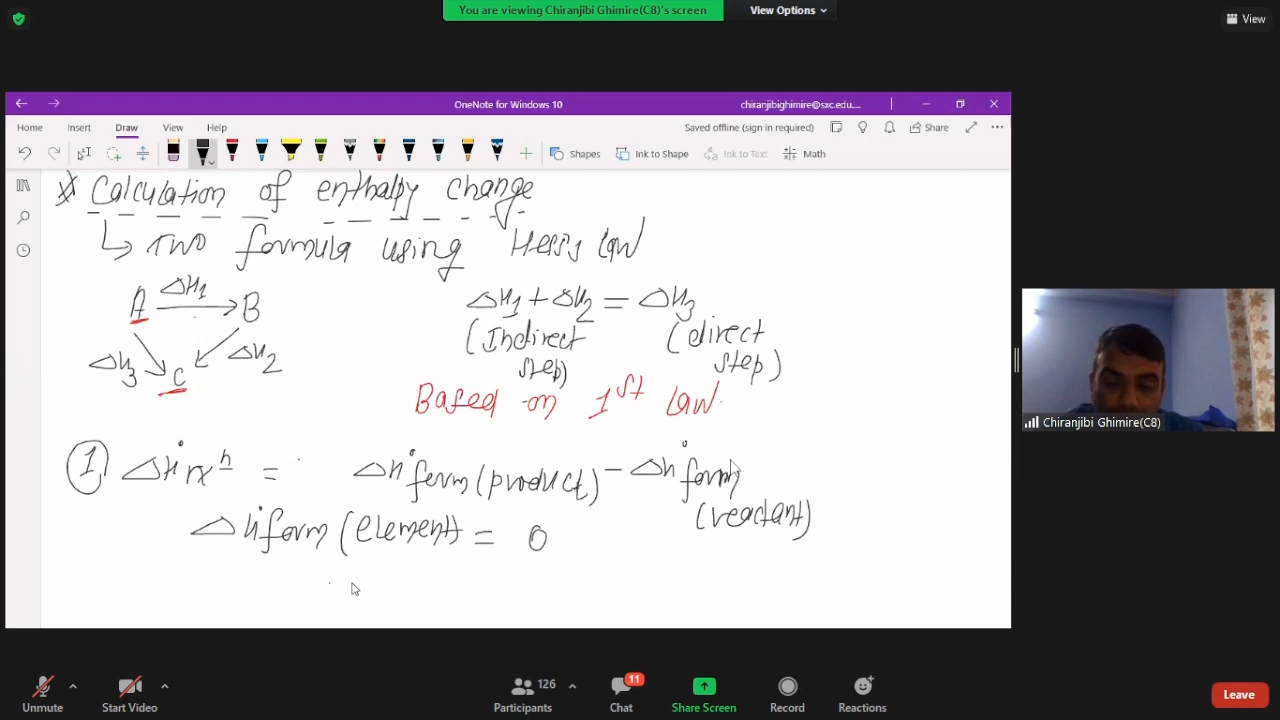 You are viewing Chiranjibi Ghimire(C8)'s screen
View Options
View
OneNote for Windows 10
chiranjibighimire@sxc.edu....
Home
Insert
Draw
View
Help
Saved offline (sign in required)
Share
Shapes
Ink to Shape
Ink to Text
Math
* Calculation of enthalpy change
↳ Two formula using Hess's law
A ΔH1 → B
ΔH3 C ΔH2
ΔH1 + ΔH2 = ΔH3
(Indirect step)
(direct step)
Based on 1st law.
1. ΔH°rxn = ΔH°form (product) - ΔH°form (reactant)
ΔH°form (element) = 0
Chiranjibi Ghimire(C8)
Unmute
Start Video
126
Participants
11
Chat
Share Screen
Record
Reactions
Leave